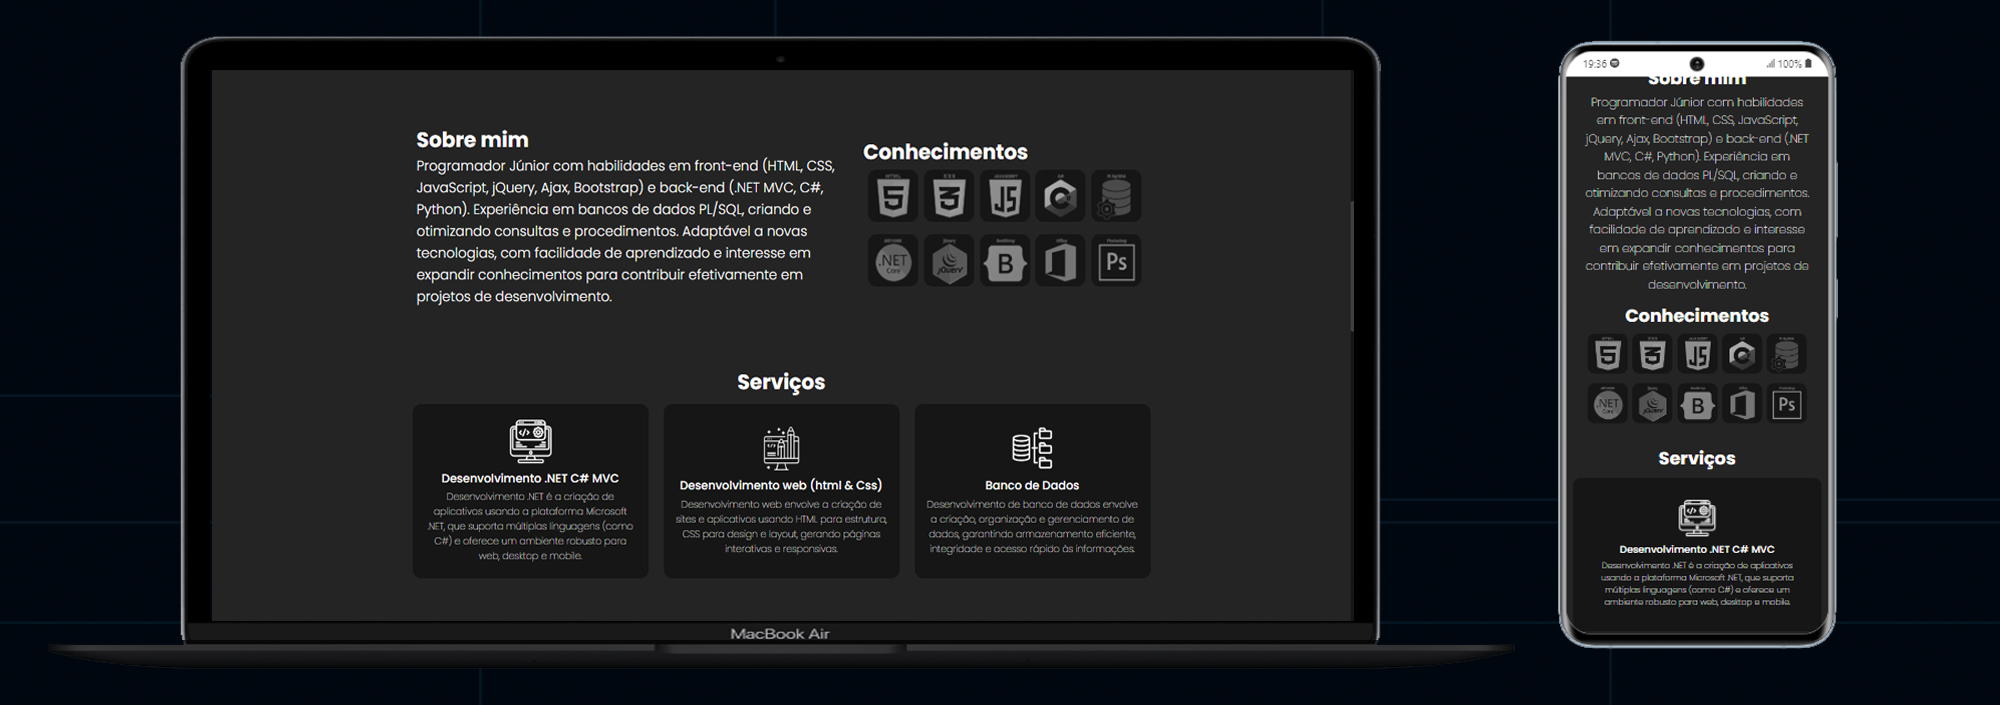 Sobre mim
Programador Júnior com habilidades em front-end (HTML, CSS,
JavaScript, jQuery, Ajax, Bootstrap) e back-end (.NET MVC, C#,
Python). Experiência em bancos de dados PL/SQL, criando e
otimizando consultas e procedimentos. Adaptável a novas
tecnologias, com facilidade de aprendizado e interesse em
expandir conhecimentos para contribuir efetivamente em
projetos de desenvolvimento.
Conhecimentos
5 3 JS C
.NET Core jQuery B Ps
Serviços
Desenvolvimento .NET C# MVC
Desenvolvimento .NET é a criação de
aplicativos usando a plataforma Microsoft
.NET, que suporta múltiplas linguagens (como
C#) e oferece um ambiente robusto para
web, desktop e mobile.
Desenvolvimento web (html & Css)
Desenvolvimento web envolve a criação de
sites e aplicativos usando HTML para estrutura,
CSS para design e layout, gerando páginas
interativas e responsivas.
Banco de Dados
Desenvolvimento de banco de dados envolve
a criação, organização e gerenciamento de
dados, garantindo armazenamento eficiente,
integridade e acesso rápido às informações.
MacBook Air
19:36 100%
Sobre mim
Programador Júnior com habilidades
em front-end (HTML, CSS, JavaScript,
jQuery, Ajax, Bootstrap) e back-end (.NET
MVC, C#, Python). Experiência em
bancos de dados PL/SQL, criando e
otimizando consultas e procedimentos.
Adaptável a novas tecnologias, com
facilidade de aprendizado e interesse
em expandir conhecimentos para
contribuir efetivamente em projetos de
desenvolvimento.
Conhecimentos
5 3 JS C
.NET Core jQuery B Ps
Serviços
Desenvolvimento .NET C# MVC
Desenvolvimento .NET é a criação de aplicativos
usando a plataforma Microsoft .NET, que suporta
múltiplas linguagens (como C#) e oferece um
ambiente robusto para web, desktop e mobile.